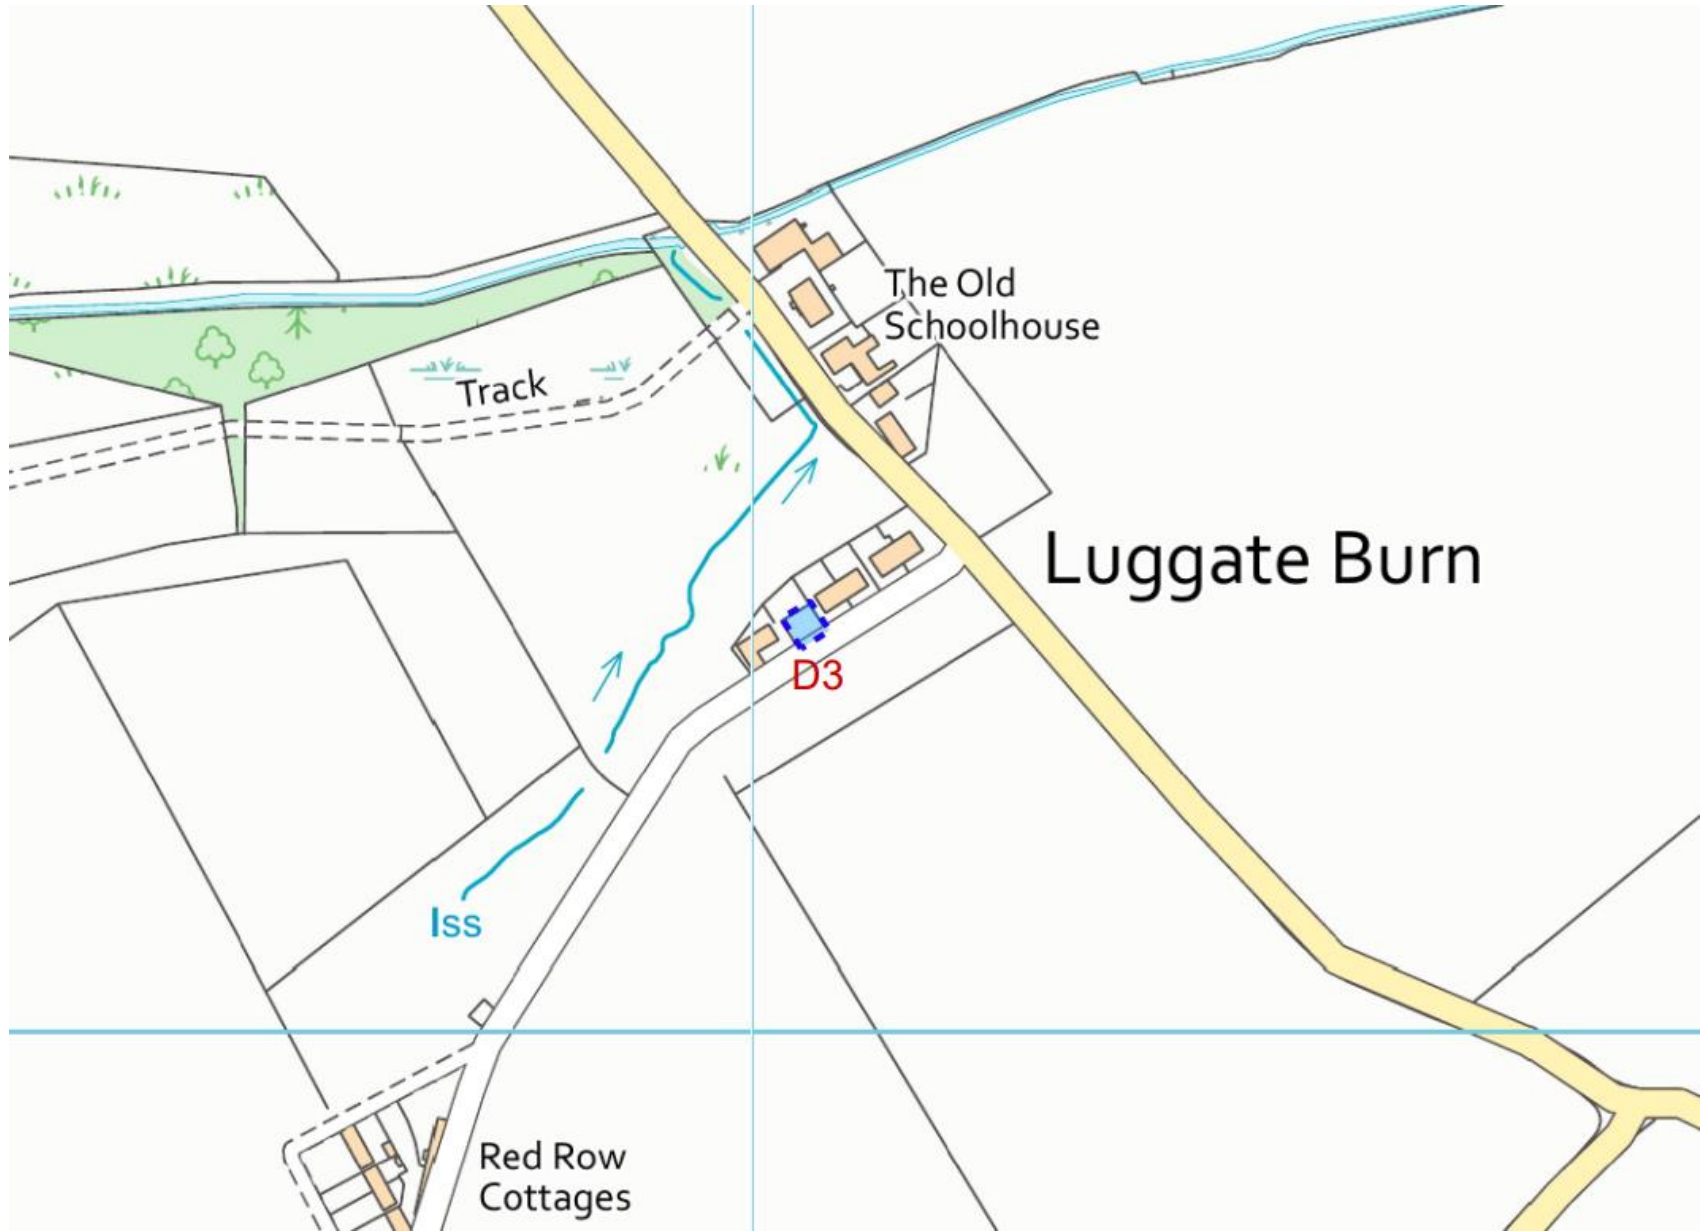 The Old
Schoolhouse
Track
Luggate Burn
D3
Iss
Red Row
Cottages